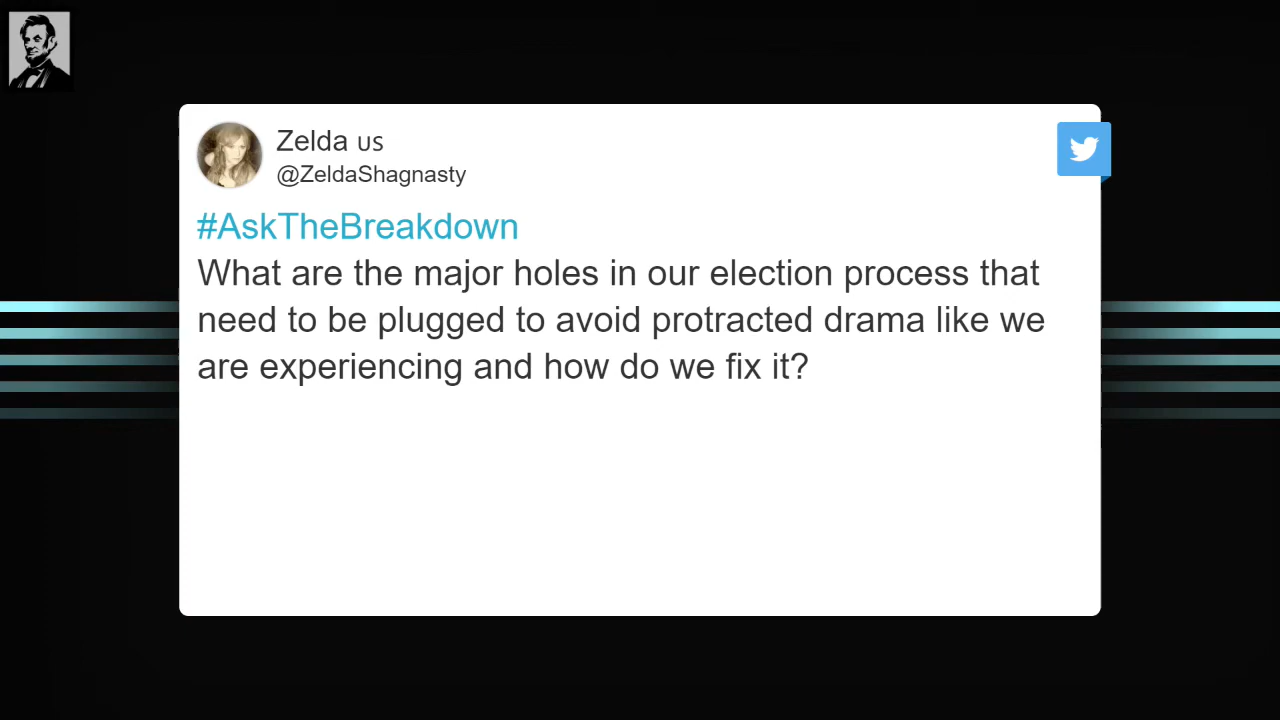 Zelda US
@ZeldaShagnasty
#AskTheBreakdown
What are the major holes in our election process that
need to be plugged to avoid protracted drama like we
are experiencing and how do we fix it?